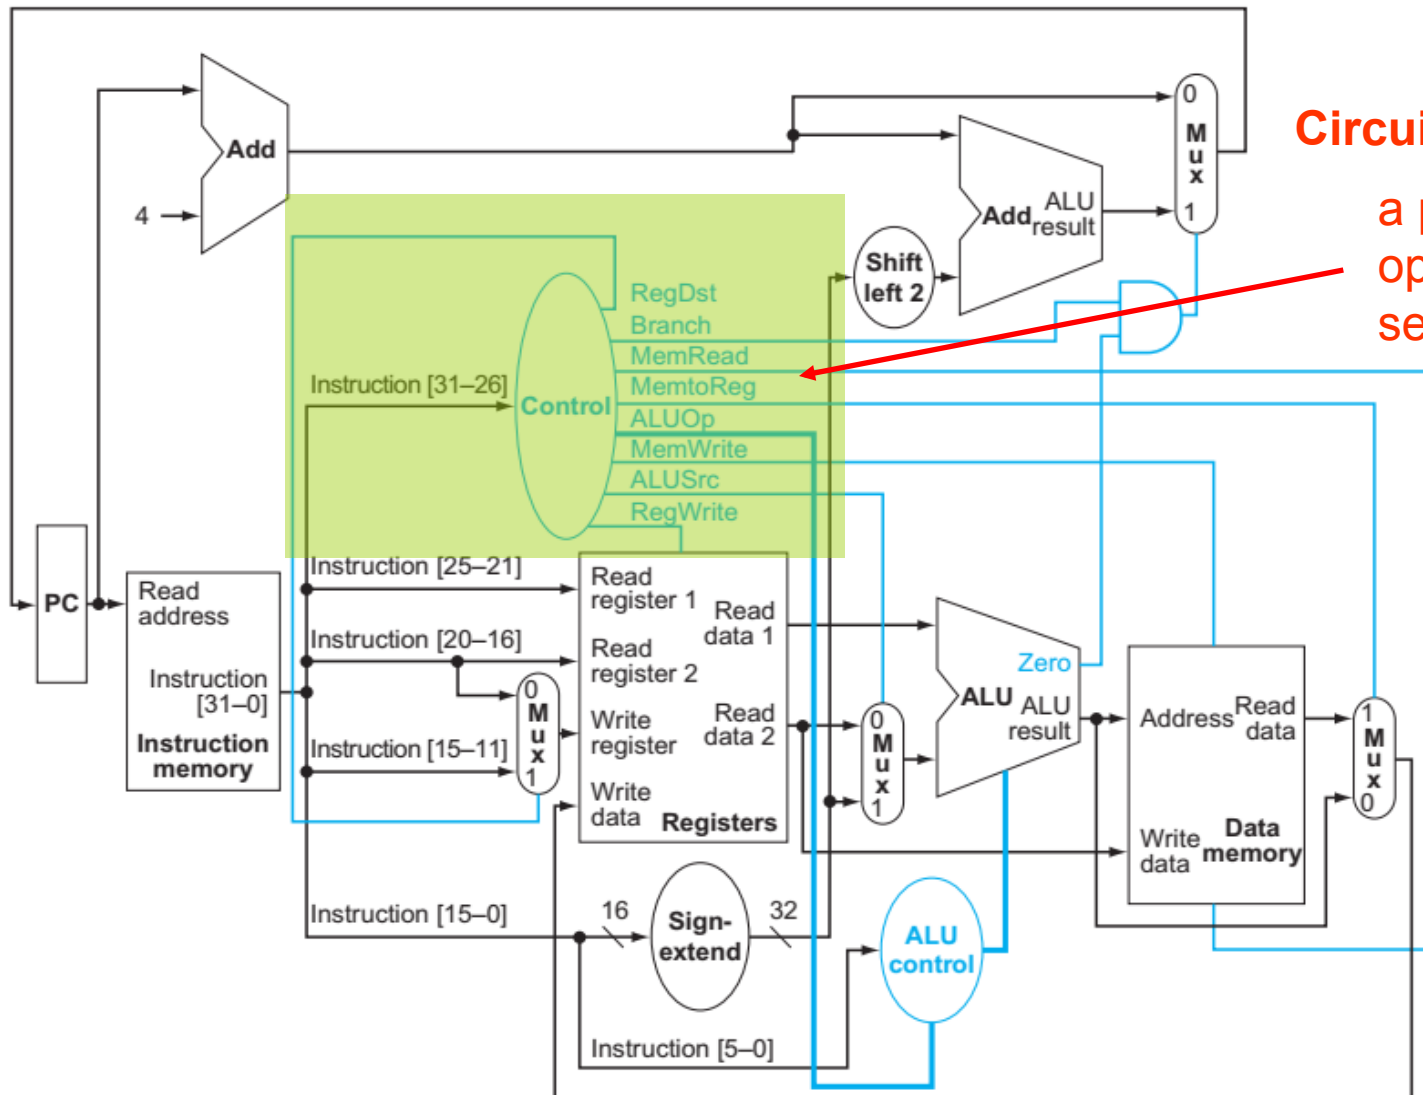 0
M
u
x
1
Add
4
Add
ALU
result
Shift
left 2
RegDst
Branch
MemRead
MemtoReg
ALUOp
MemWrite
ALUSrc
RegWrite
Control
Instruction [31–26]
a
PC
Read
address
Instruction
[31–0]
Instruction
memory
Instruction [25–21]
Instruction [20–16]
Instruction [15–11]
0
M
u
x
1
Read
register 1
Read
register 2
Write
register
Write
data
Read
data 1
Read
data 2
Registers
0
M
u
x
1
Zero
ALU
ALU
result
Address
Read
data
Write
data
Data
memory
1
M
u
x
0
Instruction [15–0]
16
Sign-
extend
32
ALU
control
Instruction [5–0]